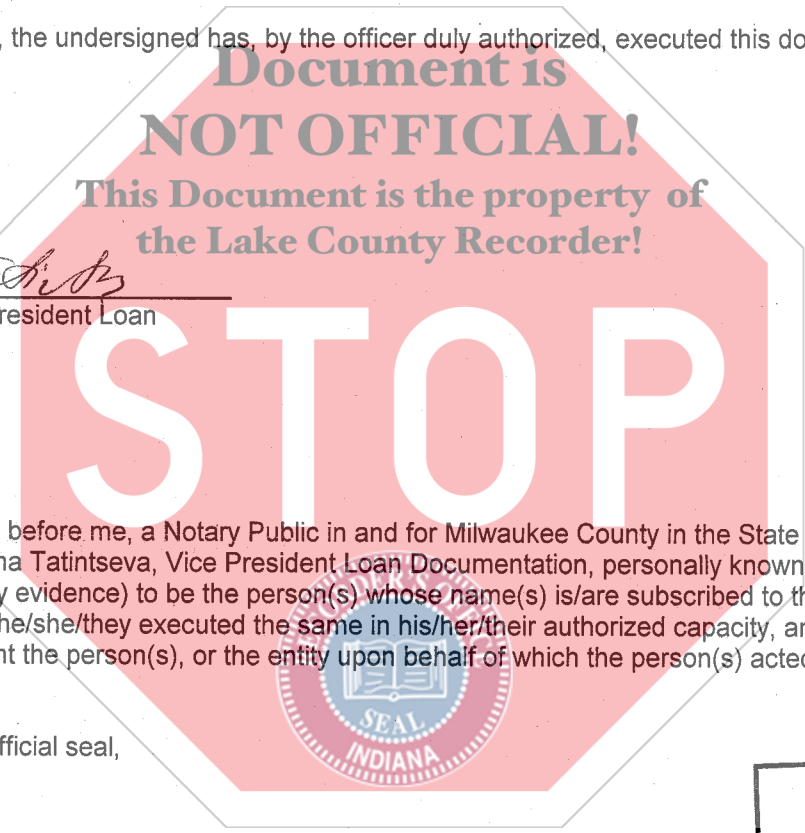 , the undersigned has, by the officer duly authorized, executed this do
Document is
NOT OFFICIAL!
This Document is the property of
the Lake County Recorder!
resident Loan
STOP
before me, a Notary Public in and for Milwaukee County in the State
na Tatintseva, Vice President Loan Documentation, personally known
y evidence) to be the person(s) whose name(s) is/are subscribed to th
he/she/they executed the same in his/her/their authorized capacity, an
nt the person(s), or the entity upon behalf of which the person(s) acted
SEAL
INDIANA
fficial seal,